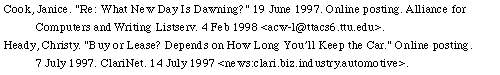 Cook, Janice. "Re: What New Day Is Dawning?" 19 June 1997. Online posting. Alliance for
Computers and Writing Listserv. 4 Feb 1998 <acw-l@ttacs6.ttu.edu>.
Heady, Christy. "Buy or Lease? Depends on How Long You'll Keep the Car." Online posting.
7 July 1997. ClariNet. 14 July 1997 <news:clari.biz.industry.automotive>.